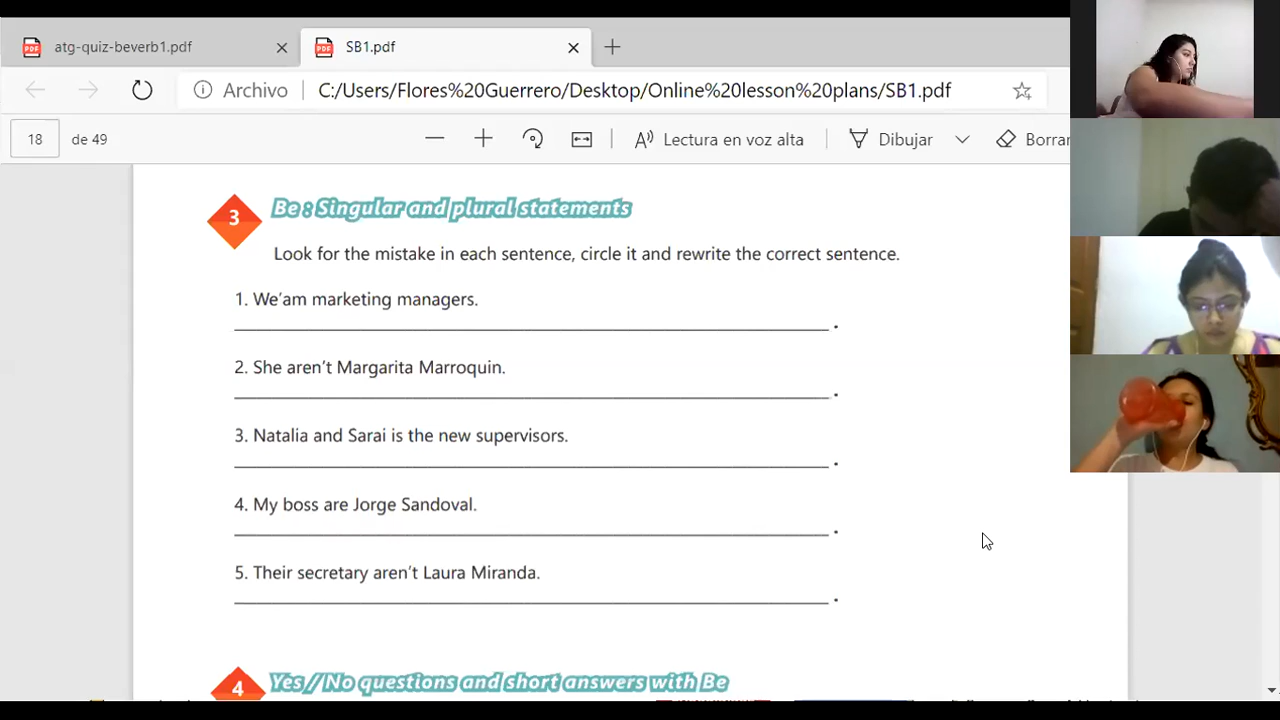 atg-quiz-beverb1.pdf
SB1.pdf
Archivo
C:/Users/Flores%20Guerrero/Desktop/Online%20lesson%20plans/SB1.pdf
18 de 49
Lectura en voz alta
Dibujar
Borrar
3
Be : Singular and plural statements
Look for the mistake in each sentence, circle it and rewrite the correct sentence.
1. We'am marketing managers.
2. She aren't Margarita Marroquin.
3. Natalia and Sarai is the new supervisors.
4. My boss are Jorge Sandoval.
5. Their secretary aren't Laura Miranda.
4
Yes / No questions and short answers with Be